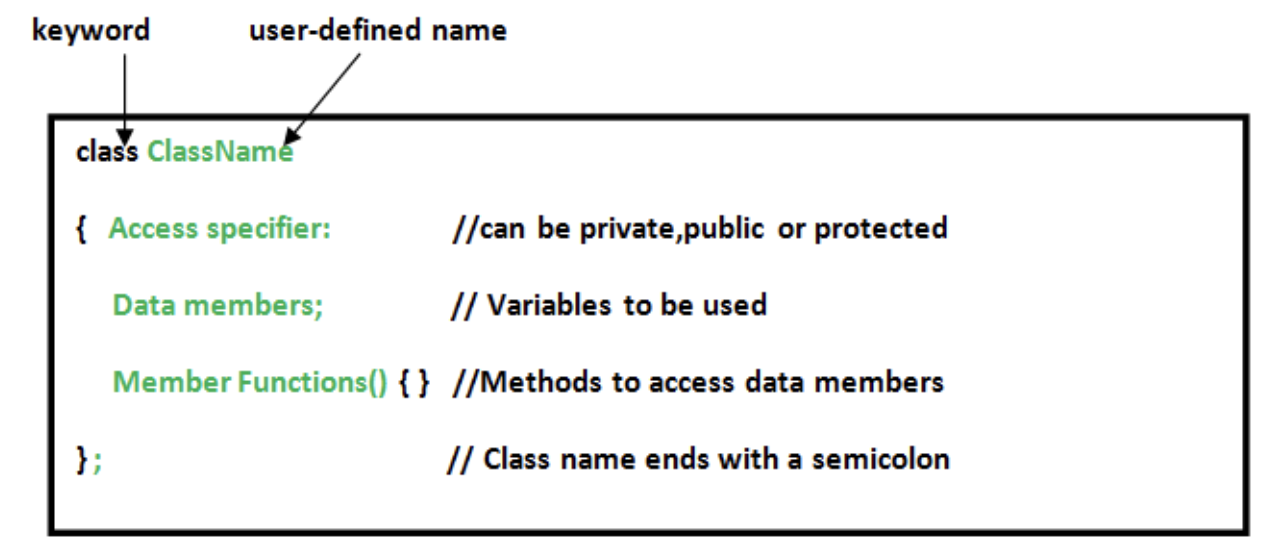 keyword user-defined name
class ClassName
{ Access specifier: //can be private,public or protected
Data members; // Variables to be used
Member Functions() { } //Methods to access data members
} ; // Class name ends with a semicolon